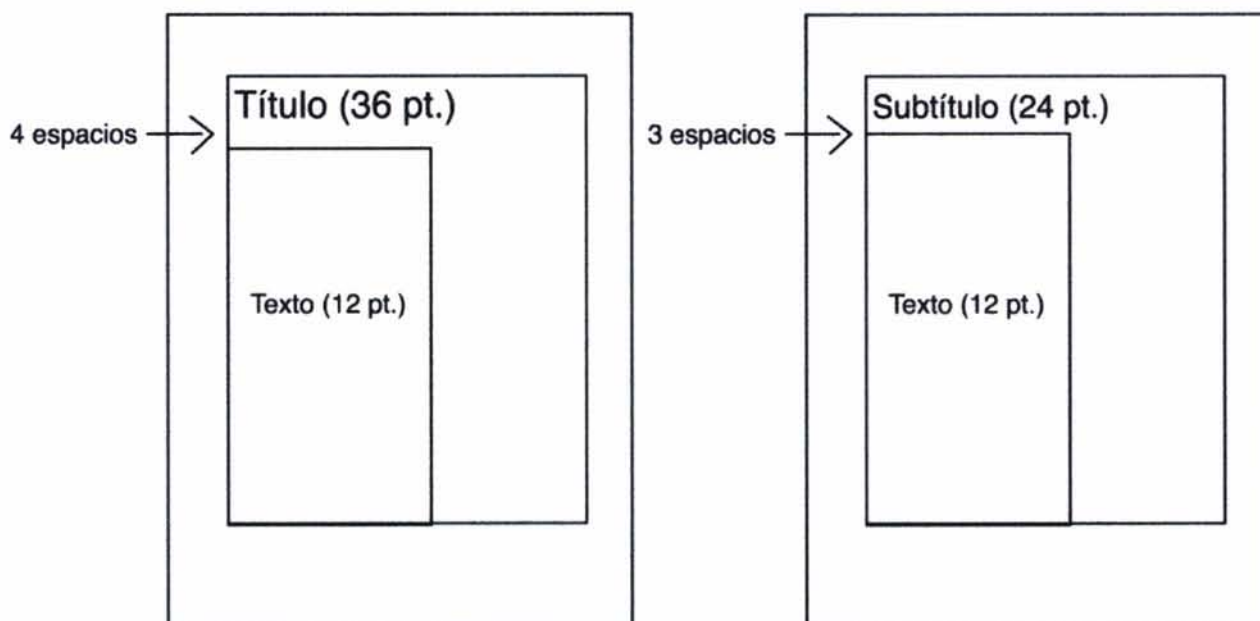 Título (36 pt.)
4 espacios
Texto (12 pt.)
Subtítulo (24 pt.)
3 espacios
Texto (12 pt.)